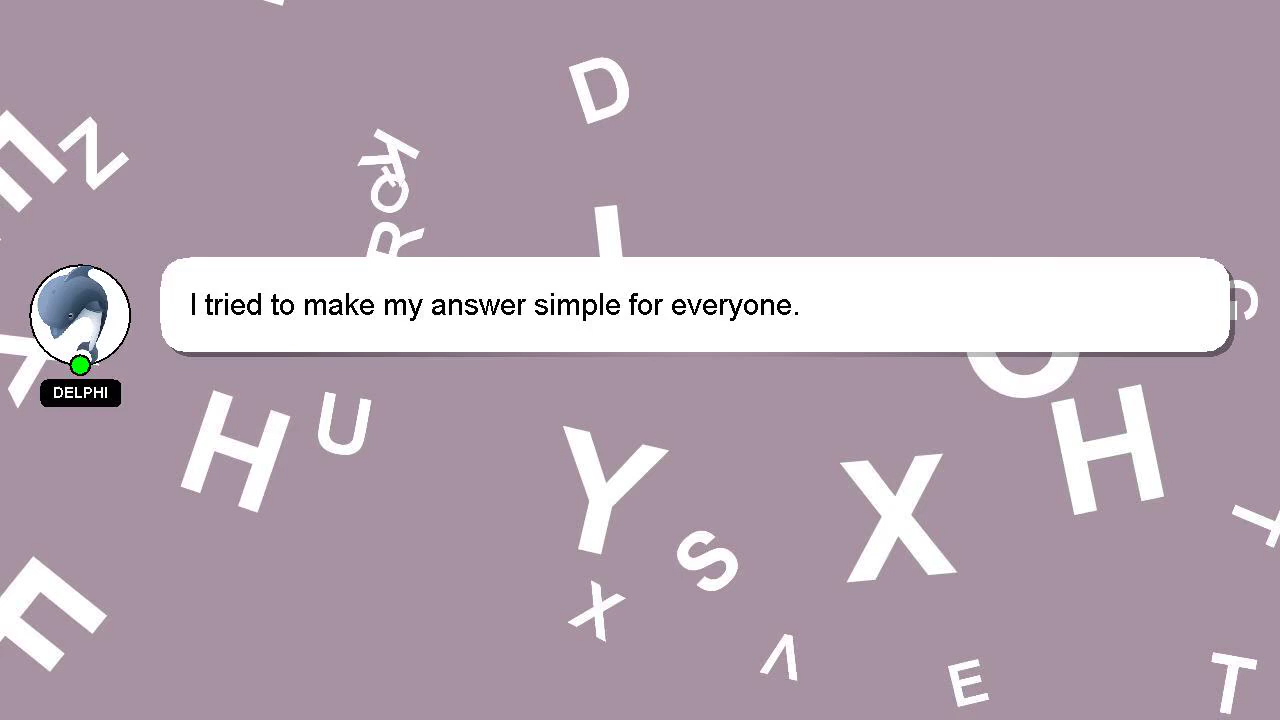 I tried to make my answer simple for everyone.
DELPHI
D
Z
K
R
H
U
Y
X
H
S
X
E
T